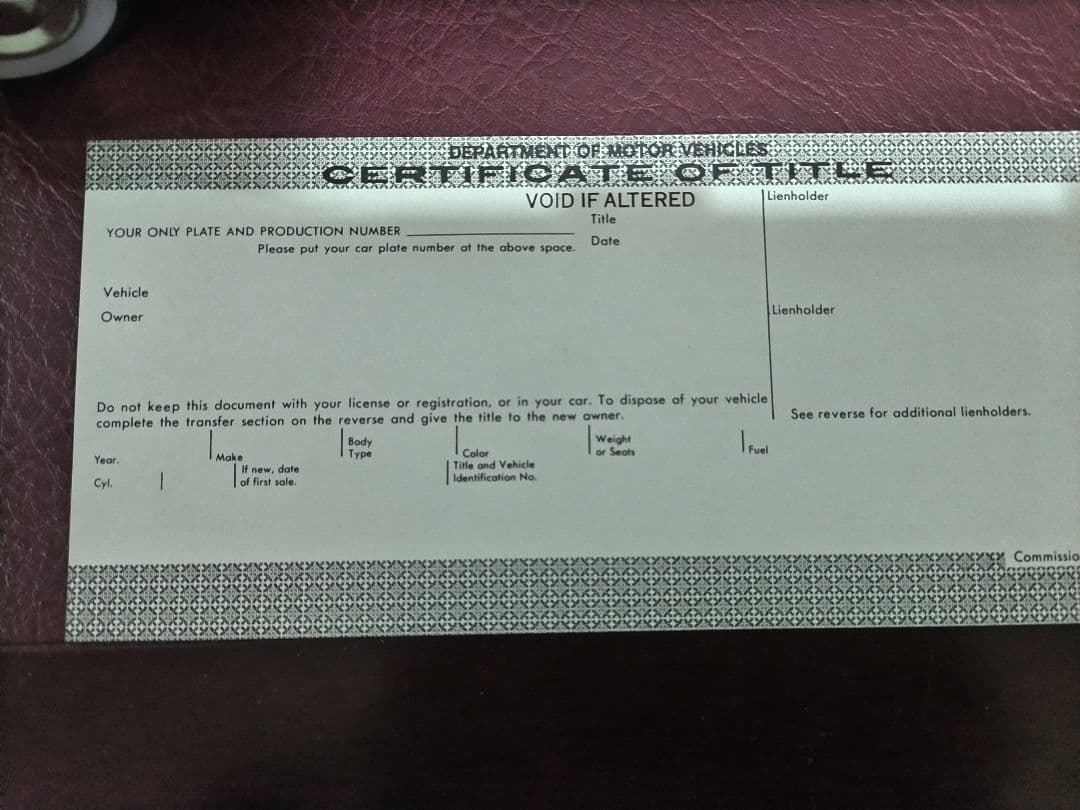 DEPARTMENT OF MOTOR VEHICLES
CERTIFICATE OF TITLE
VOID IF ALTERED
Lienholder
Title
YOUR ONLY PLATE AND PRODUCTION NUMBER
Date
Please put your car plate number at the above space.
Vehicle
Owner
Lienholder
Do not keep this document with your license or registration, or in your car. To dispose of your vehicle
complete the transfer section on the reverse and give the title to the new owner.
See reverse for additional lienholders.
Year.
Make
Body
Type
Color
Weight
or Seats
Fuel
Cyl.
If new, date
of first sale.
Title and Vehicle
Identification No.
Commissio